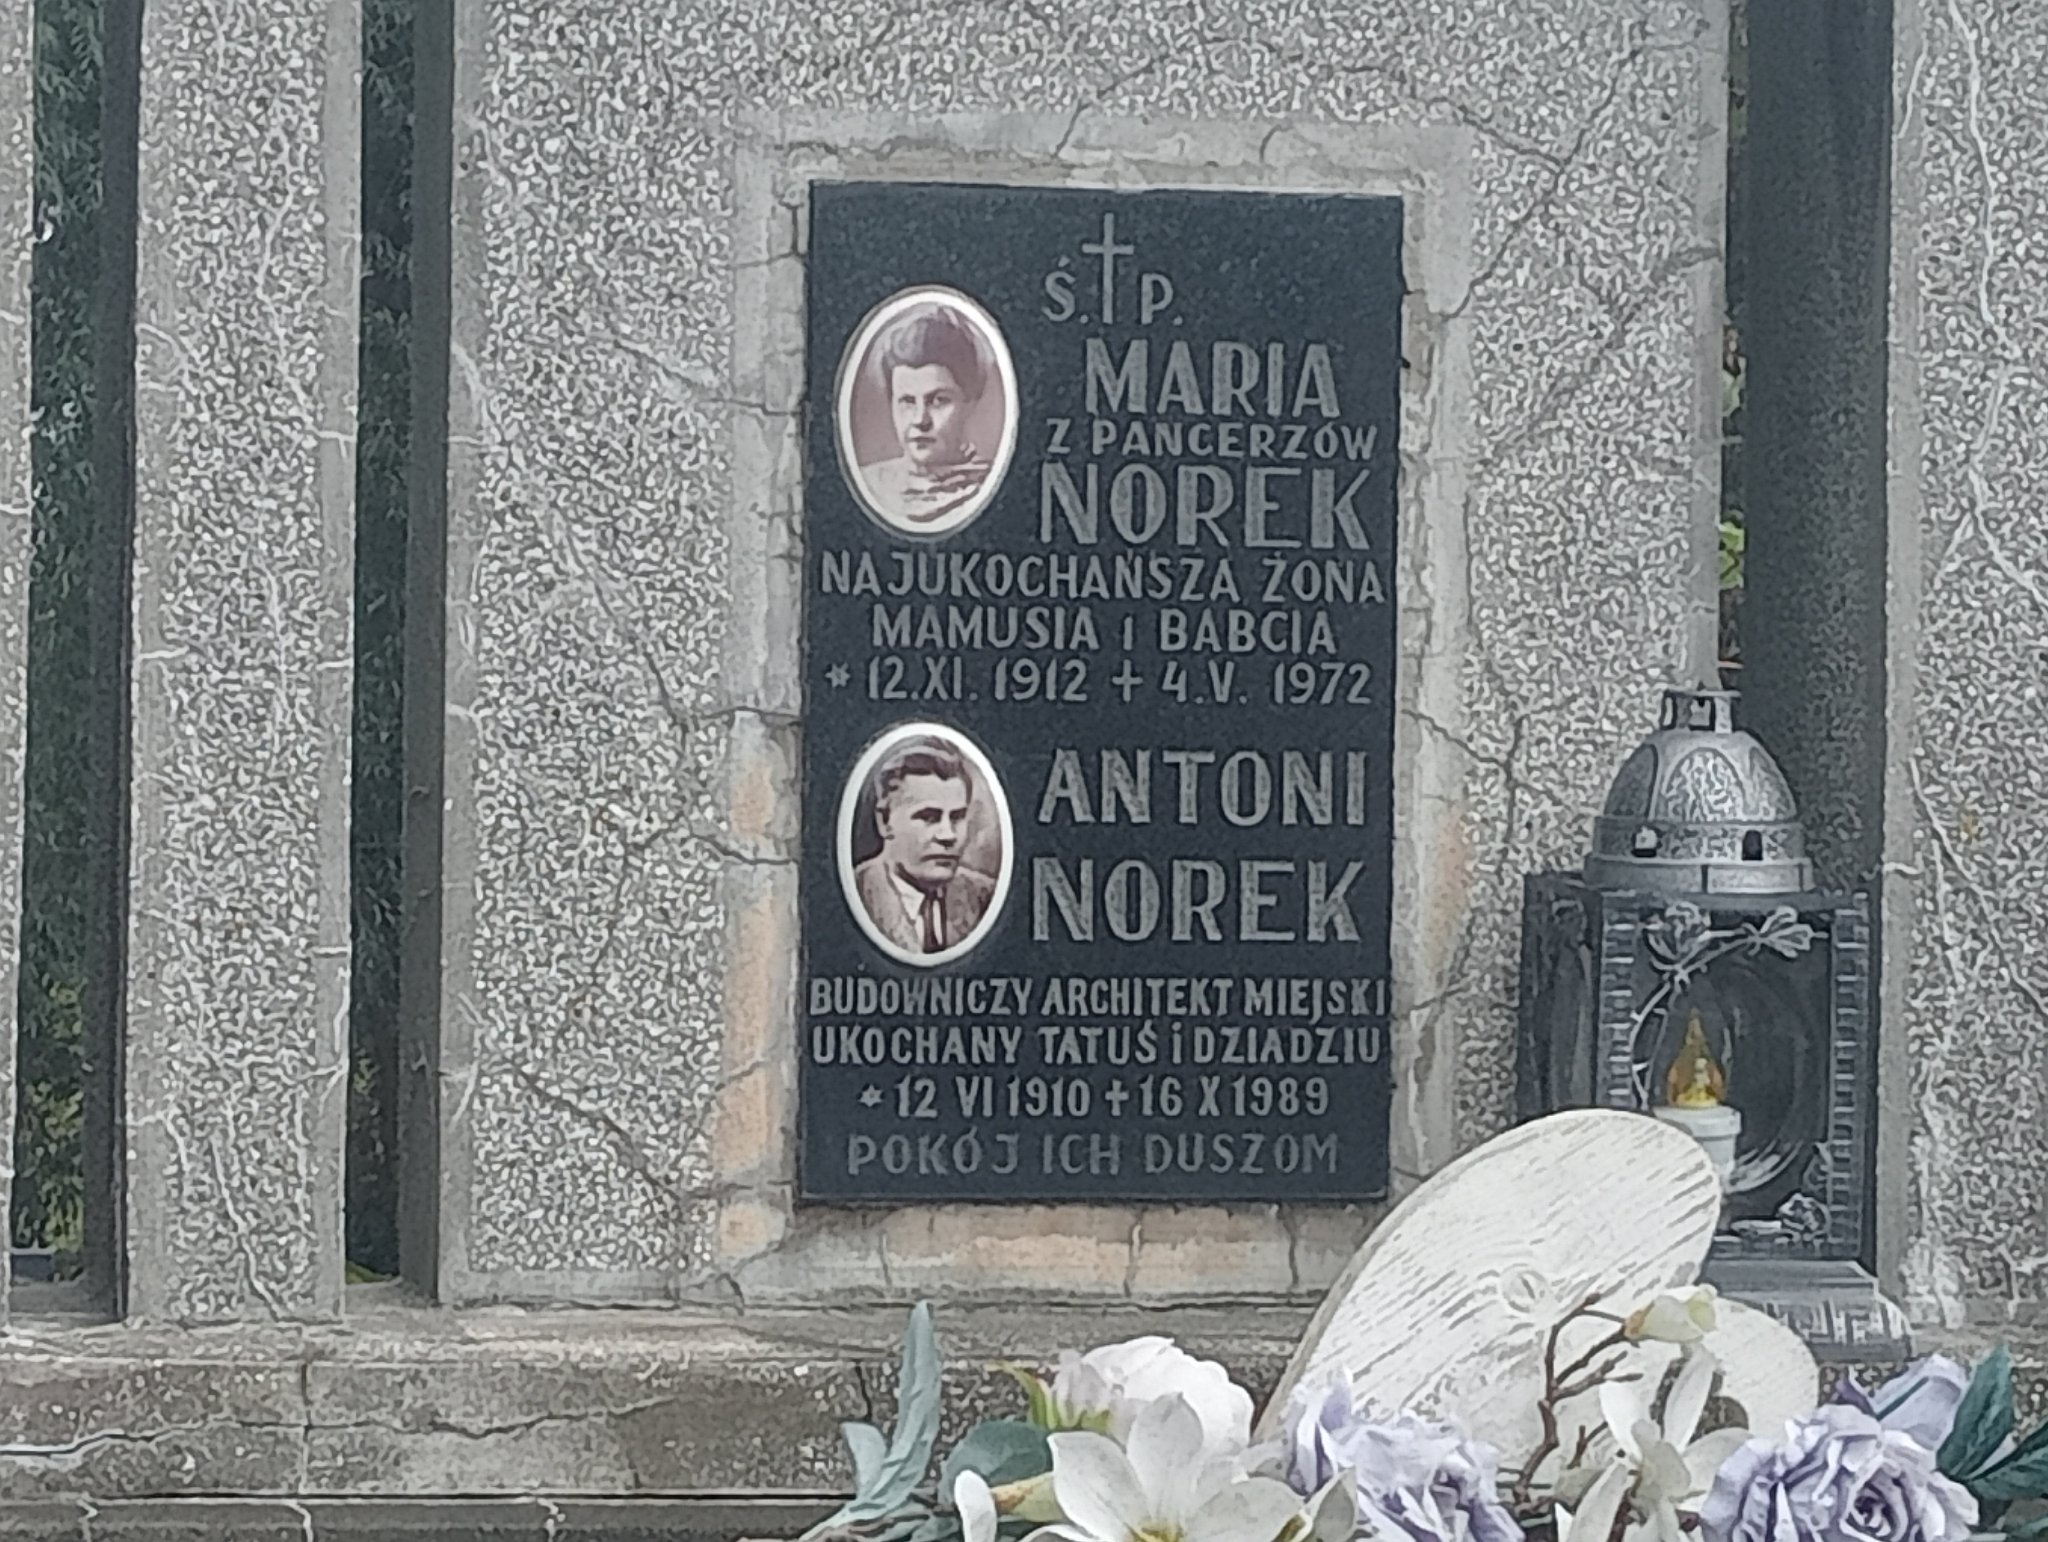 Ś. P.
MARIA
Z PANCERZÓW
NOREK
NAJUKOCHAŃSZA ŻONA
MAMUSIA i BABCIA
* 12.XI. 1912 + 4.V. 1972
ANTONI
NOREK
BUDOWNICZY ARCHITEKT MIEJSKI
UKOCHANY TATUŚ i DZIADZIU
* 12 VI 1910 + 16 X 1989
POKÓJ ICH DUSZOM